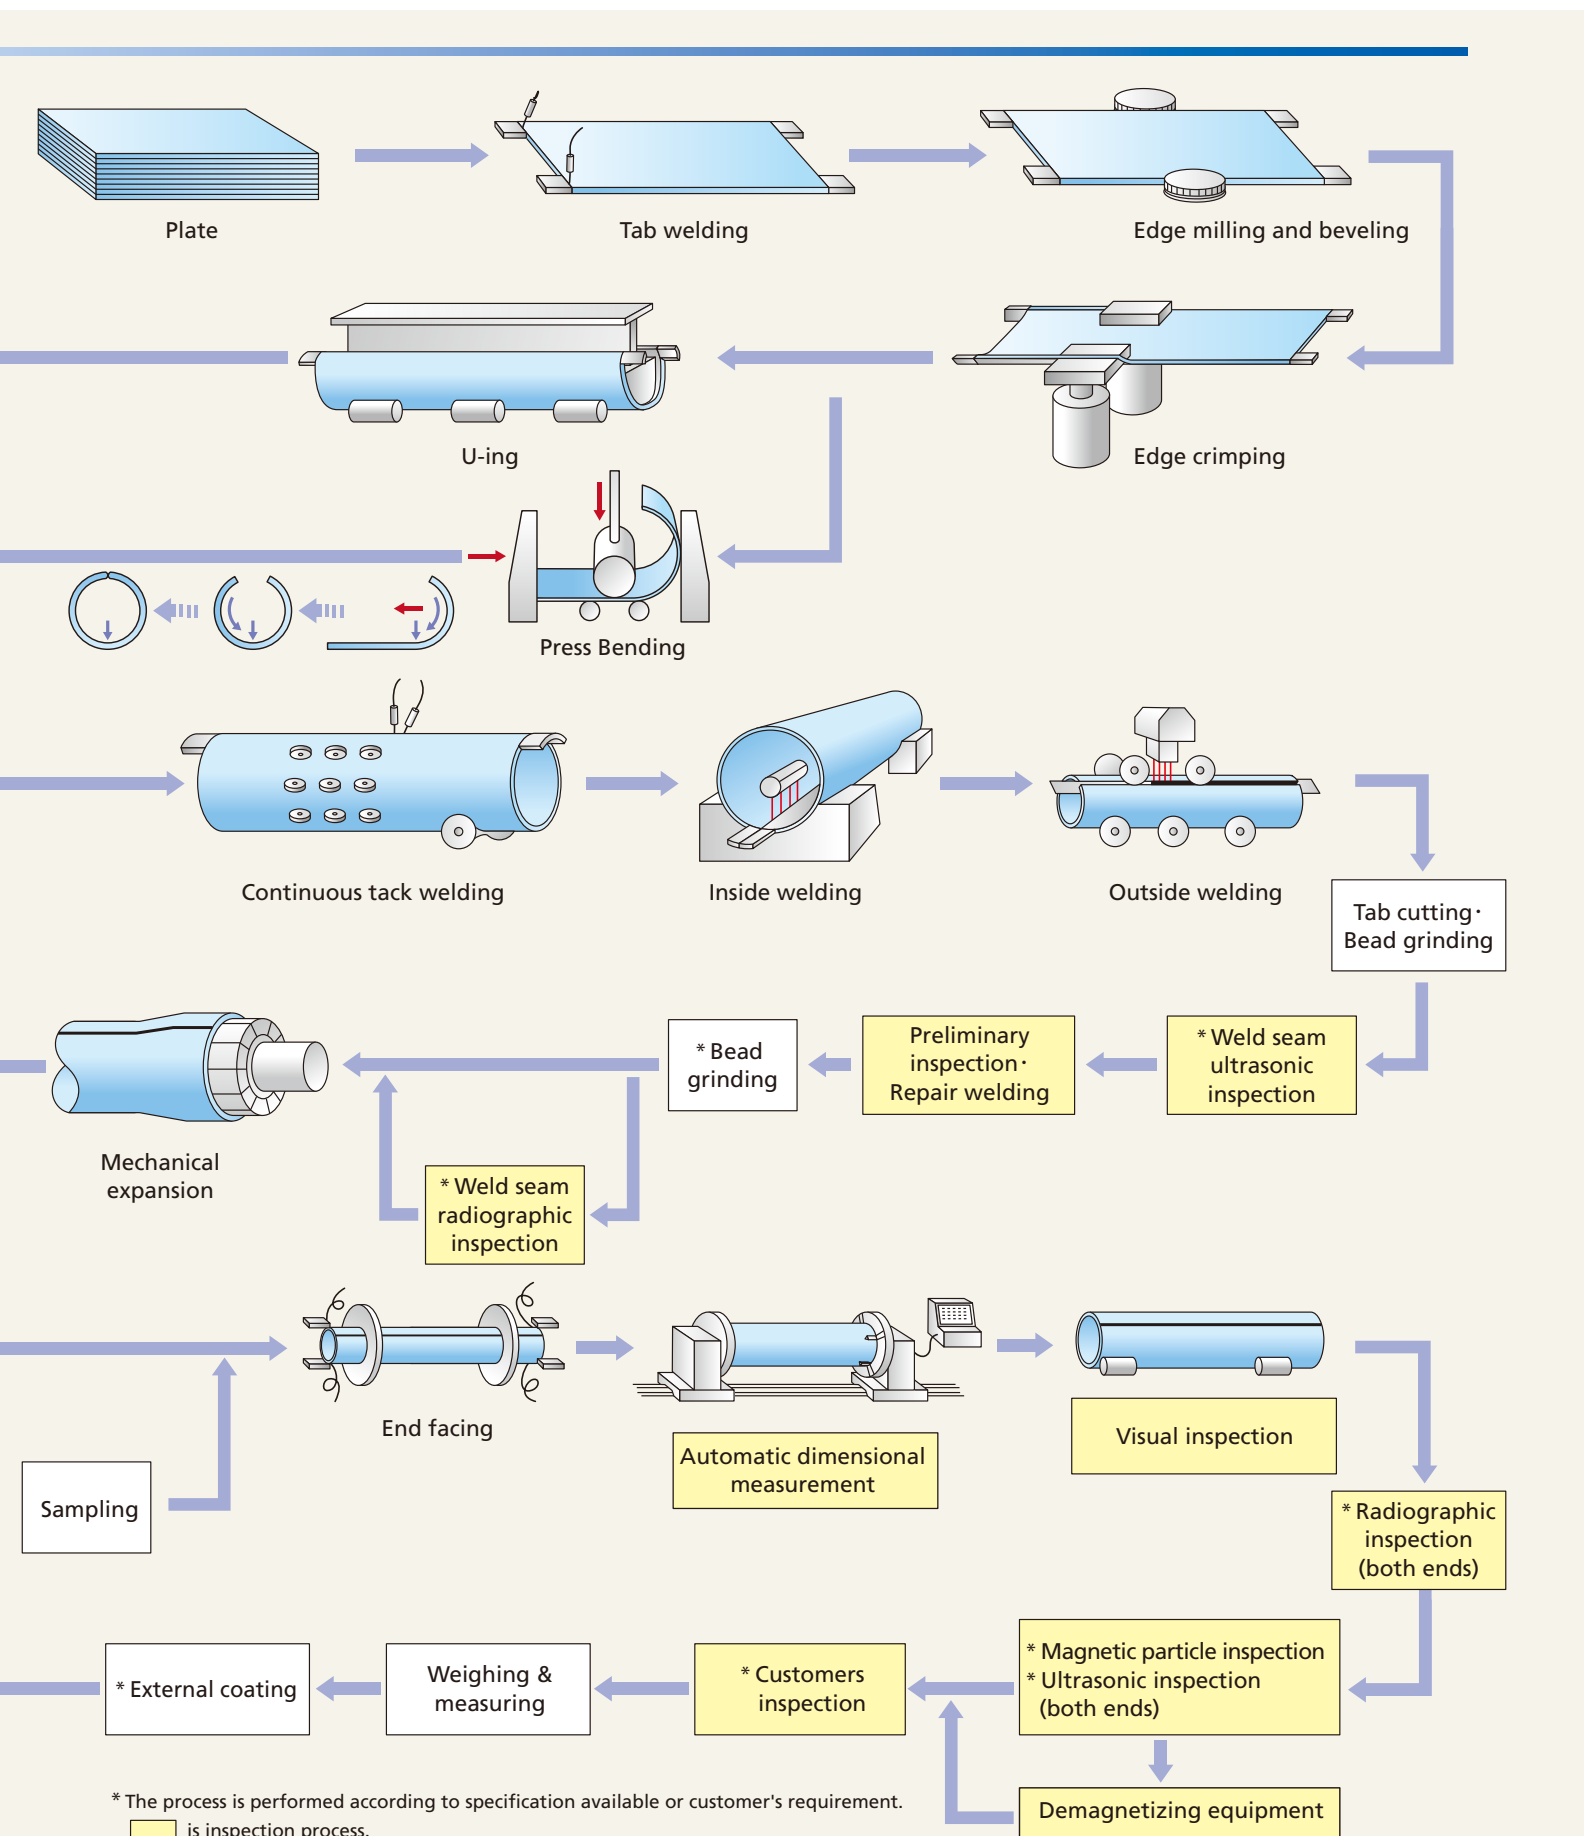 Plate
Tab welding
Edge milling and beveling
U-ing
Edge crimping
Press Bending
Continuous tack welding
Inside welding
Outside welding
Tab cutting・
Bead grinding
* Weld seam
ultrasonic
inspection
Preliminary
inspection・
Repair welding
* Bead
grinding
* Weld seam
radiographic
inspection
Mechanical
expansion
Sampling
End facing
Automatic dimensional
measurement
Visual inspection
* Radiographic
inspection
(both ends)
* Magnetic particle inspection
* Ultrasonic inspection
(both ends)
Demagnetizing equipment
* Customers
inspection
Weighing &
measuring
* External coating
* The process is performed according to specification available or customer's requirement.
is inspection process.